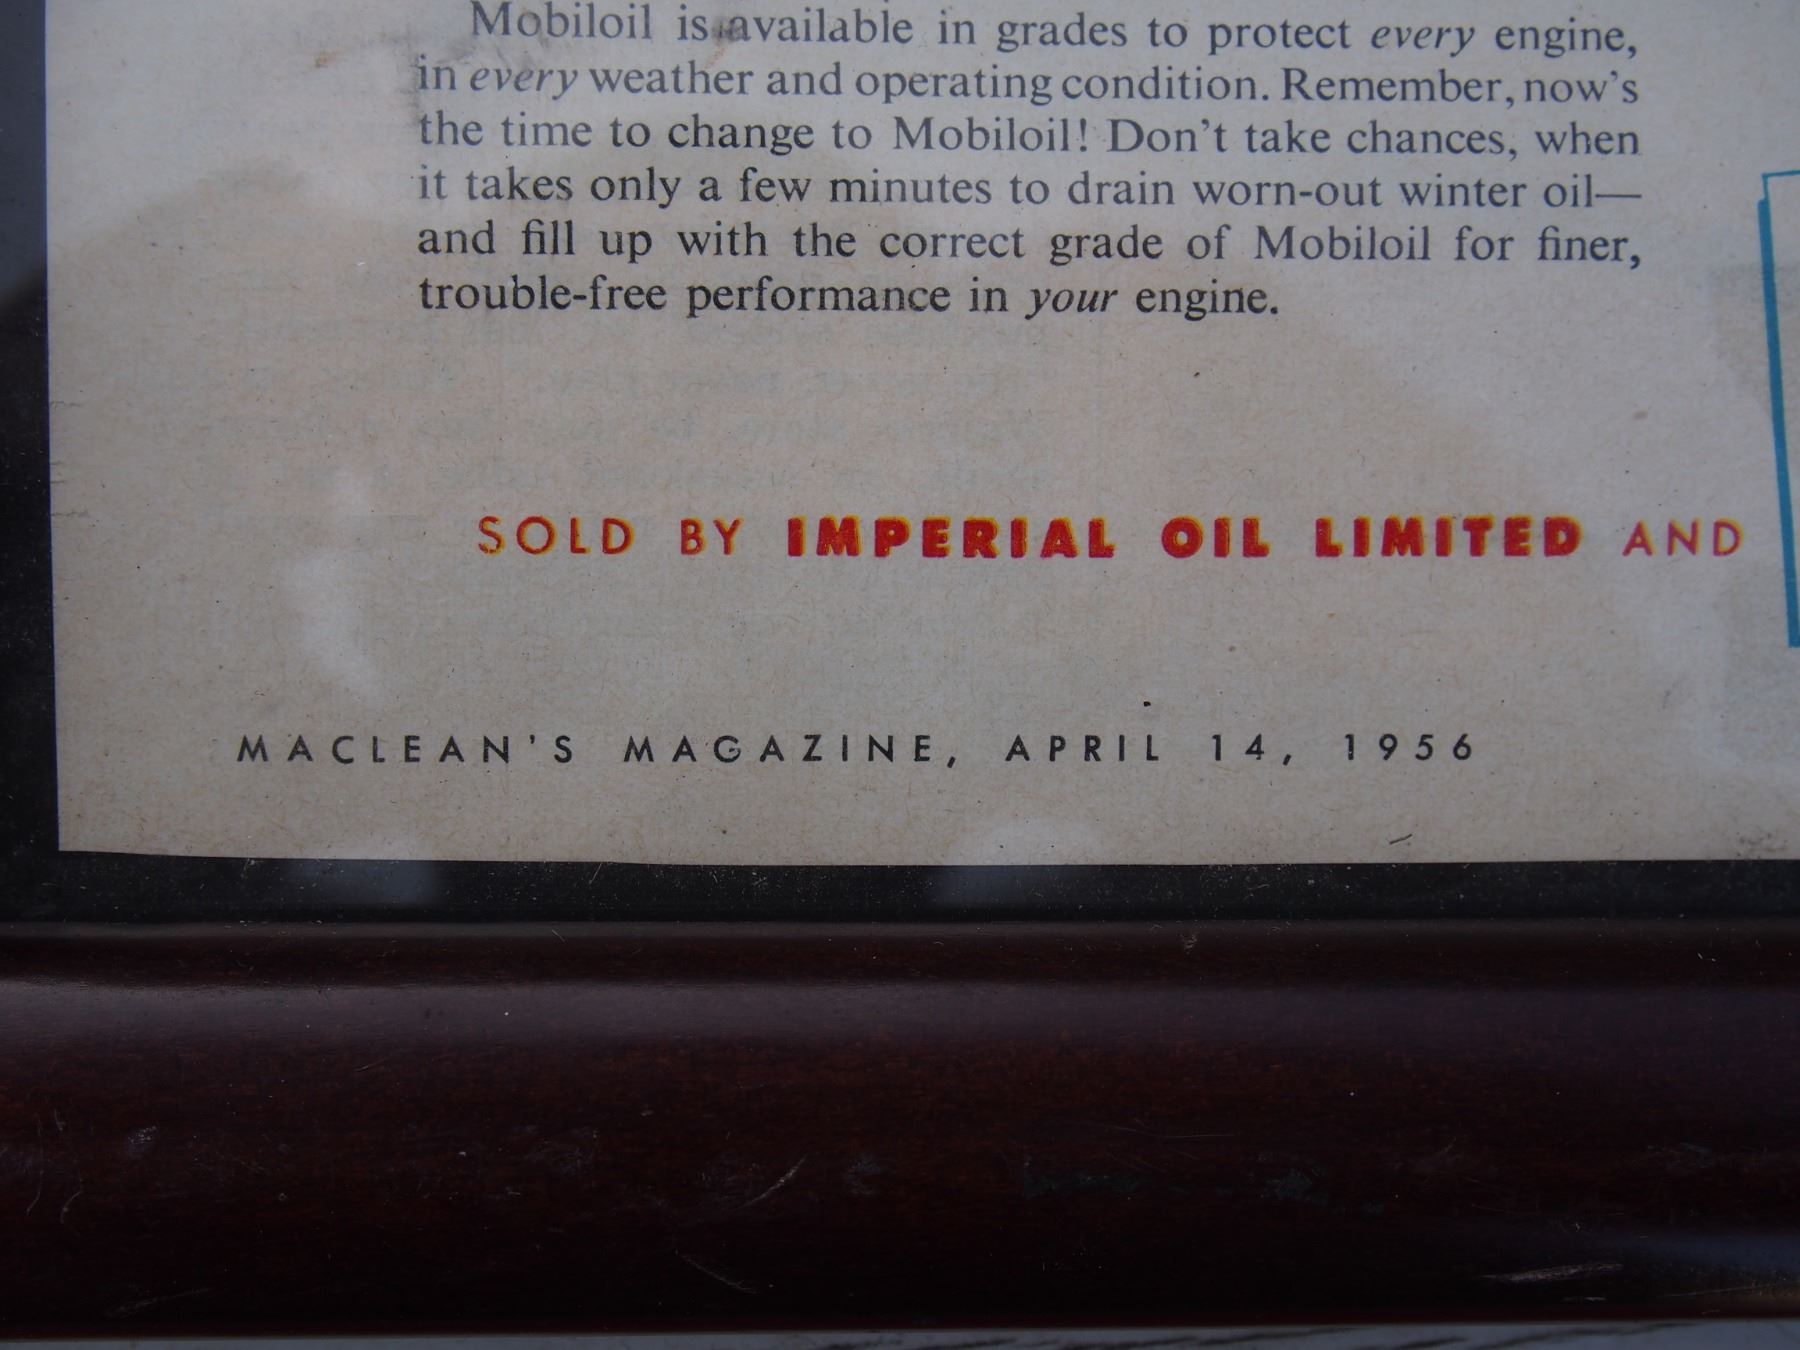 Mobiloil is available in grades to protect every engine,
in every weather and operating condition. Remember, now's
the time to change to Mobiloil! Don't take chances, when
it takes only a few minutes to drain worn-out winter oil—
and fill up with the correct grade of Mobiloil for finer,
trouble-free performance in your engine.
SOLD BY IMPERIAL OIL LIMITED AND
MACLEAN'S MAGAZINE, APRIL 14, 1956